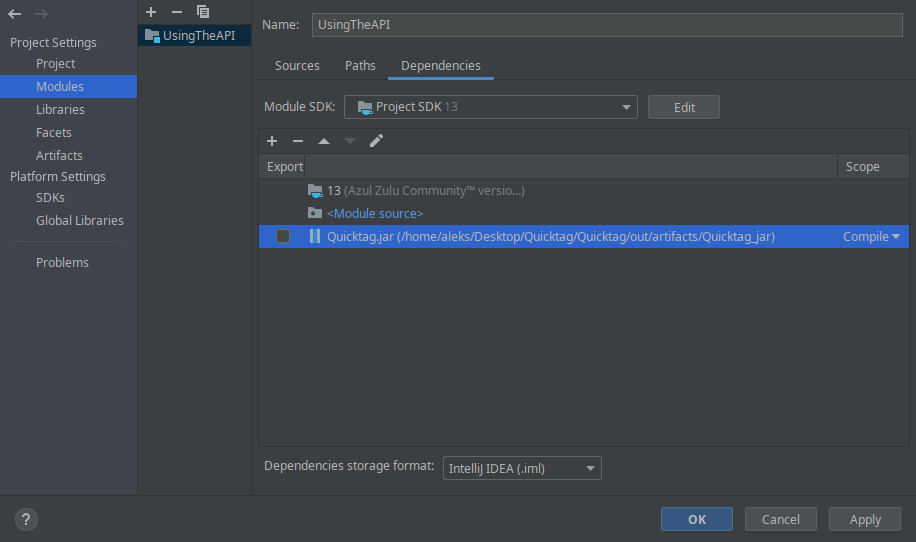 Name: UsingTheAPI
Project Settings
Project
Modules
Libraries
Facets
Artifacts
Platform Settings
SDKs
Global Libraries
Problems
UsingTheAPI
Sources Paths Dependencies
Module SDK: Project SDK 13 Edit
Export Scope
13 (Azul Zulu Community™ versio...)
<Module source>
Quicktag.jar (/home/aleks/Desktop/Quicktag/Quicktag/out/artifacts/Quicktag_jar) Compile
Dependencies storage format: IntelliJ IDEA (.iml)
? OK Cancel Apply